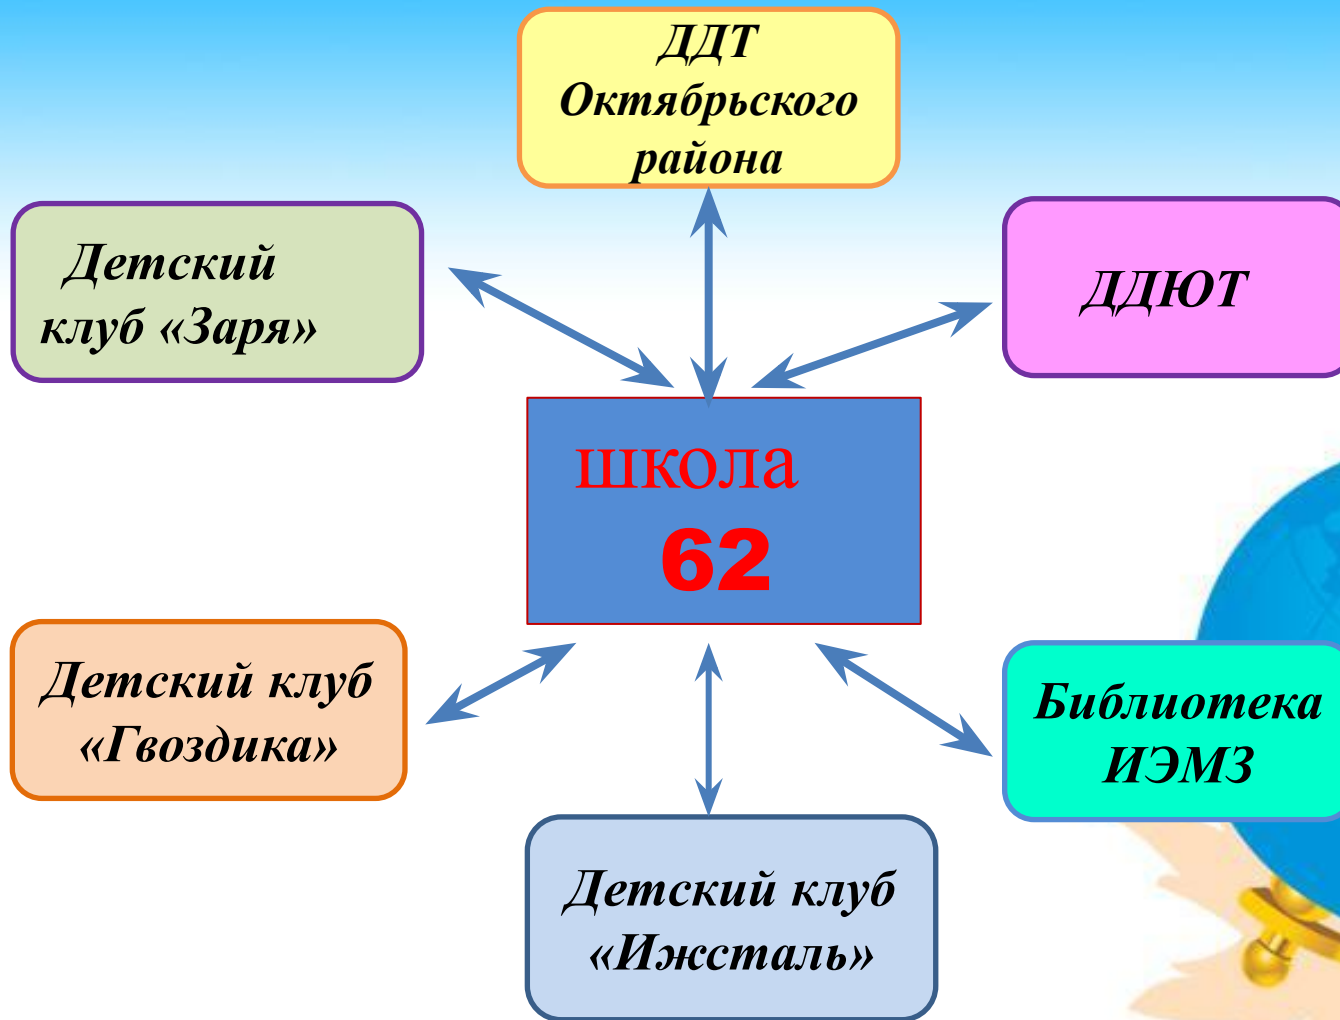 ДДТ
Октябрьского
района
Детский
клуб «Заря»
ДДЮТ
школа
62
Детский клуб
«Гвоздика»
Библиотека
ИЭМЗ
Детский клуб
«Ижсталь»